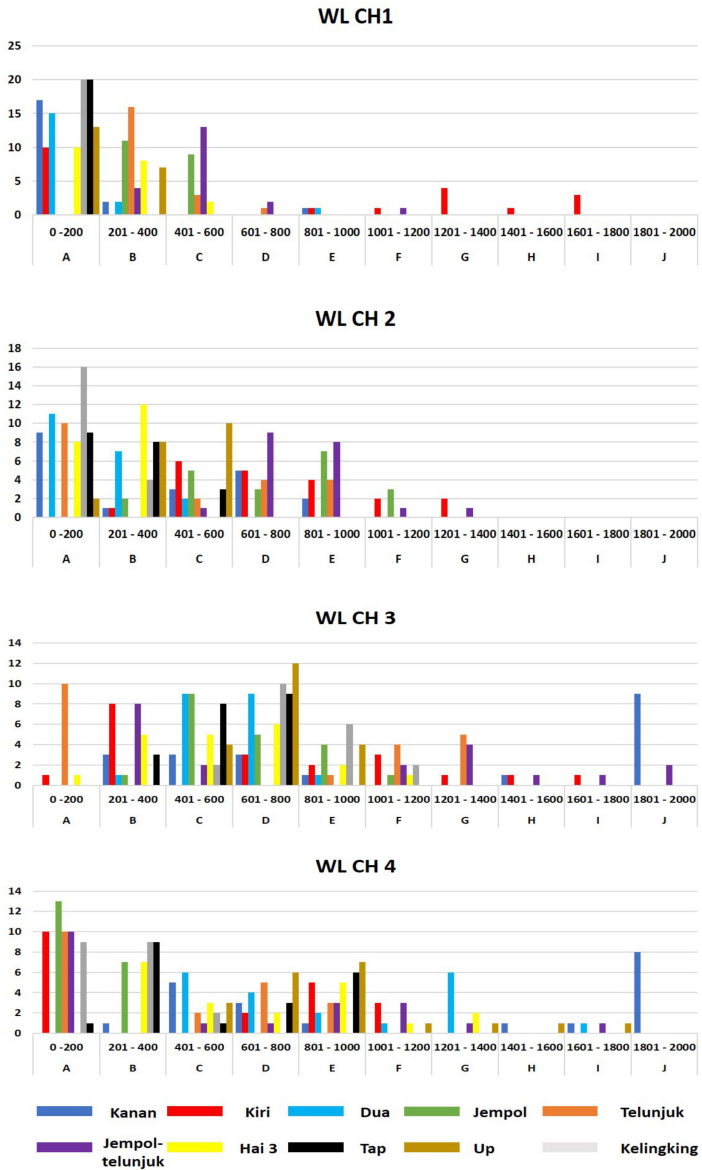 WL CH1
25
20
15
10
5
0
0 -200 201 - 400 401 - 600 601 - 800 801 - 1000 1001 - 1200 1201 - 1400 1401 - 1600 1601 - 1800 1801 - 2000
A B C D E F G H I J
WL CH 2
18
16
14
12
10
8
6
4
2
0
0 -200 201 - 400 401 - 600 601 - 800 801 - 1000 1001 - 1200 1201 - 1400 1401 - 1600 1601 - 1800 1801 - 2000
A B C D E F G H I J
WL CH 3
14
12
10
8
6
4
2
0
0 -200 201 - 400 401 - 600 601 - 800 801 - 1000 1001 - 1200 1201 - 1400 1401 - 1600 1601 - 1800 1801 - 2000
A B C D E F G H I J
WL CH 4
14
12
10
8
6
4
2
0
0 -200 201 - 400 401 - 600 601 - 800 801 - 1000 1001 - 1200 1201 - 1400 1401 - 1600 1601 - 1800 1801 - 2000
A B C D E F G H I J
Kanan Kiri Dua Jempol Telunjuk
Jempol- Hai 3 Tap Up Kelingking
telunjuk